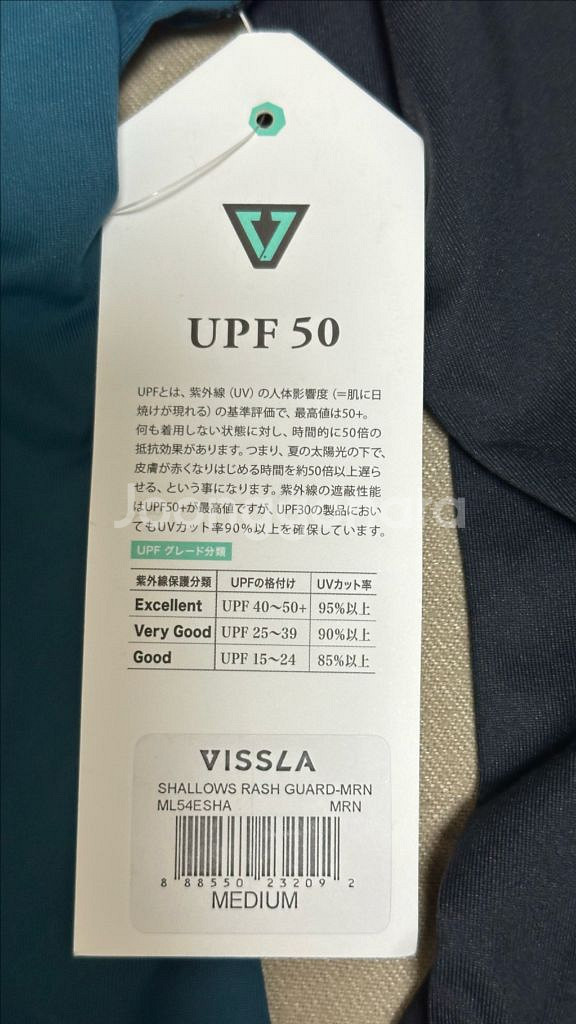 UPF 50
UPFとは、紫外線（UV）の人体影響度（＝肌に日
焼けが現れる）の基準評価で、最高値は50+。
何も着用しない状態に対し、時間的に50倍の
抵抗効果があります。つまり、夏の太陽光の下で、
皮膚が赤くなりはじめる時間を約50倍以上遅ら
せる、という事になります。紫外線の遮蔽性能
はUPF50+が最高値ですが、UPF30の製品におい
てもUVカット率90%以上を確保しています。
UPF グレード分類
紫外線保護分類 UPFの格付け UVカット率
Excellent UPF 40〜50+ 95%以上
Very Good UPF 25〜39 90%以上
Good UPF 15〜24 85%以上
VISSLA
SHALLOWS RASH GUARD-MRN
ML54ESHA MRN
8 88550 23209 2
MEDIUM